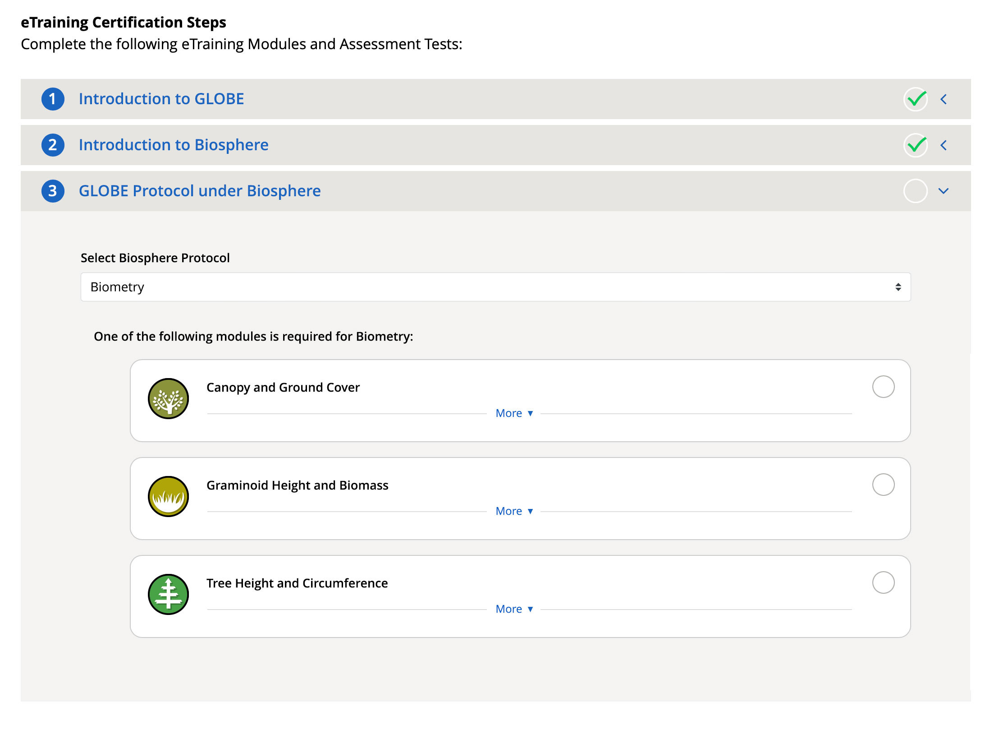 eTraining Certification Steps
Complete the following eTraining Modules and Assessment Tests:
1 Introduction to GLOBE
2 Introduction to Biosphere
3 GLOBE Protocol under Biosphere
Select Biosphere Protocol
Biometry
One of the following modules is required for Biometry:
Canopy and Ground Cover
More ▼
Graminoid Height and Biomass
More ▼
Tree Height and Circumference
More ▼